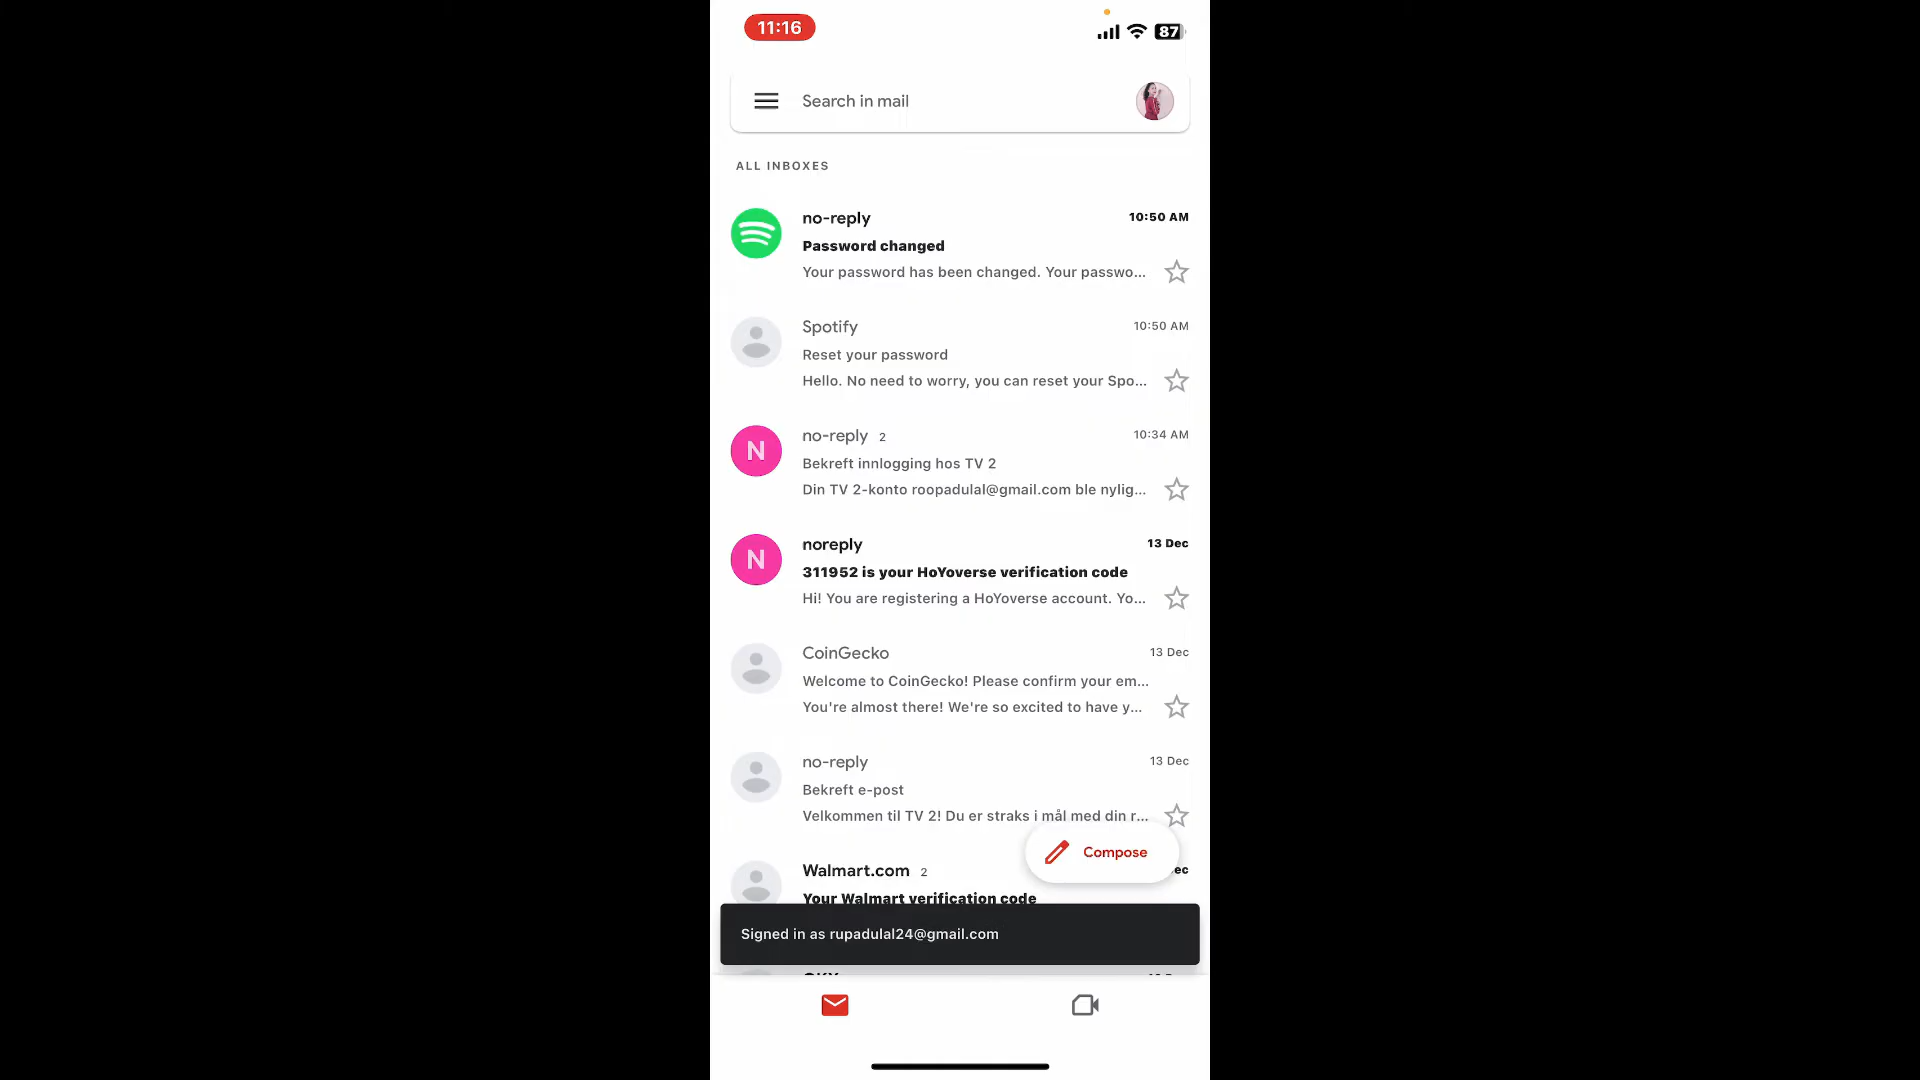 11:16
87
Search in mail
ALL INBOXES
no-reply 10:50 AM
Password changed
Your password has been changed. Your passwo...
Spotify 10:50 AM
Reset your password
Hello. No need to worry, you can reset your Spo...
N
no-reply 2 10:34 AM
Bekreft innlogging hos TV 2
Din TV 2-konto roopadulal@gmail.com ble nylig...
N
noreply 13 Dec
311952 is your HoYoverse verification code
Hi! You are registering a HoYoverse account. Yo...
CoinGecko 13 Dec
Welcome to CoinGecko! Please confirm your em...
You're almost there! We're so excited to have y...
no-reply 13 Dec
Bekreft e-post
Velkommen til TV 2! Du er straks i mål med din r...
Compose
Walmart.com 2 ec
Your Walmart verification code
Signed in as rupadulal24@gmail.com